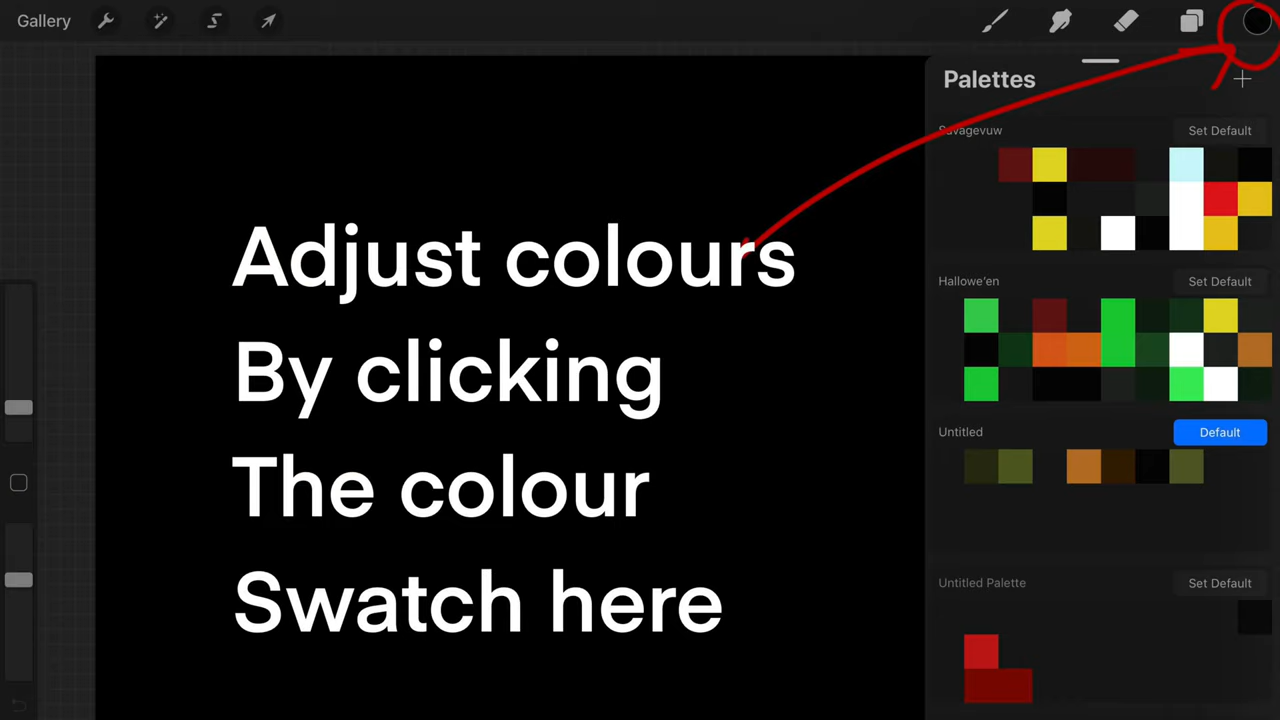 Gallery
Palettes
Savagevuw
Set Default
Adjust colours
By clicking
The colour
Swatch here
Hallowe'en
Set Default
Untitled
Default
Untitled Palette
Set Default